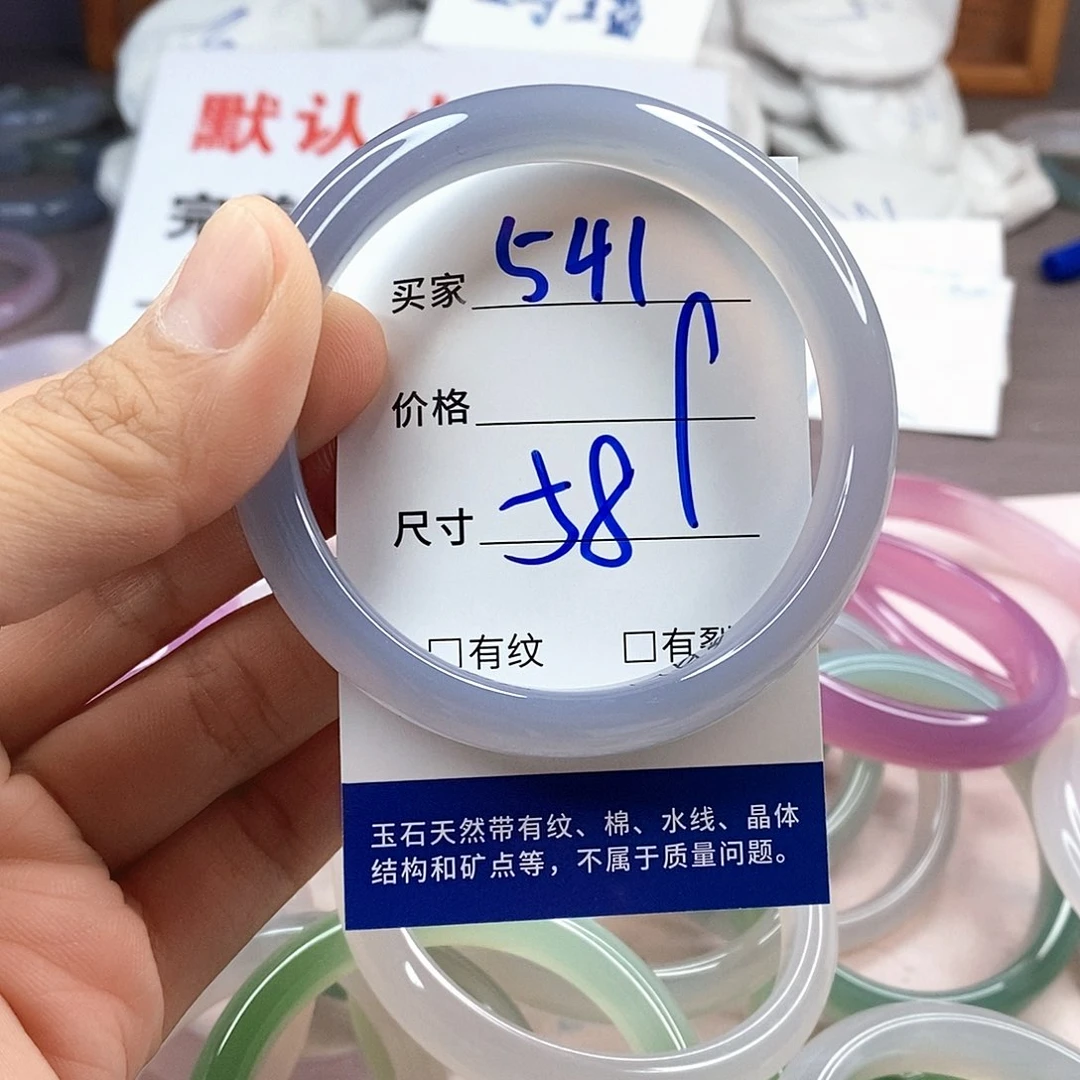 默认
买家 541
价格
尺寸 58
□有纹 □有裂
玉石天然带有纹、棉、水线、晶体
结构和矿点等，不属于质量问题。